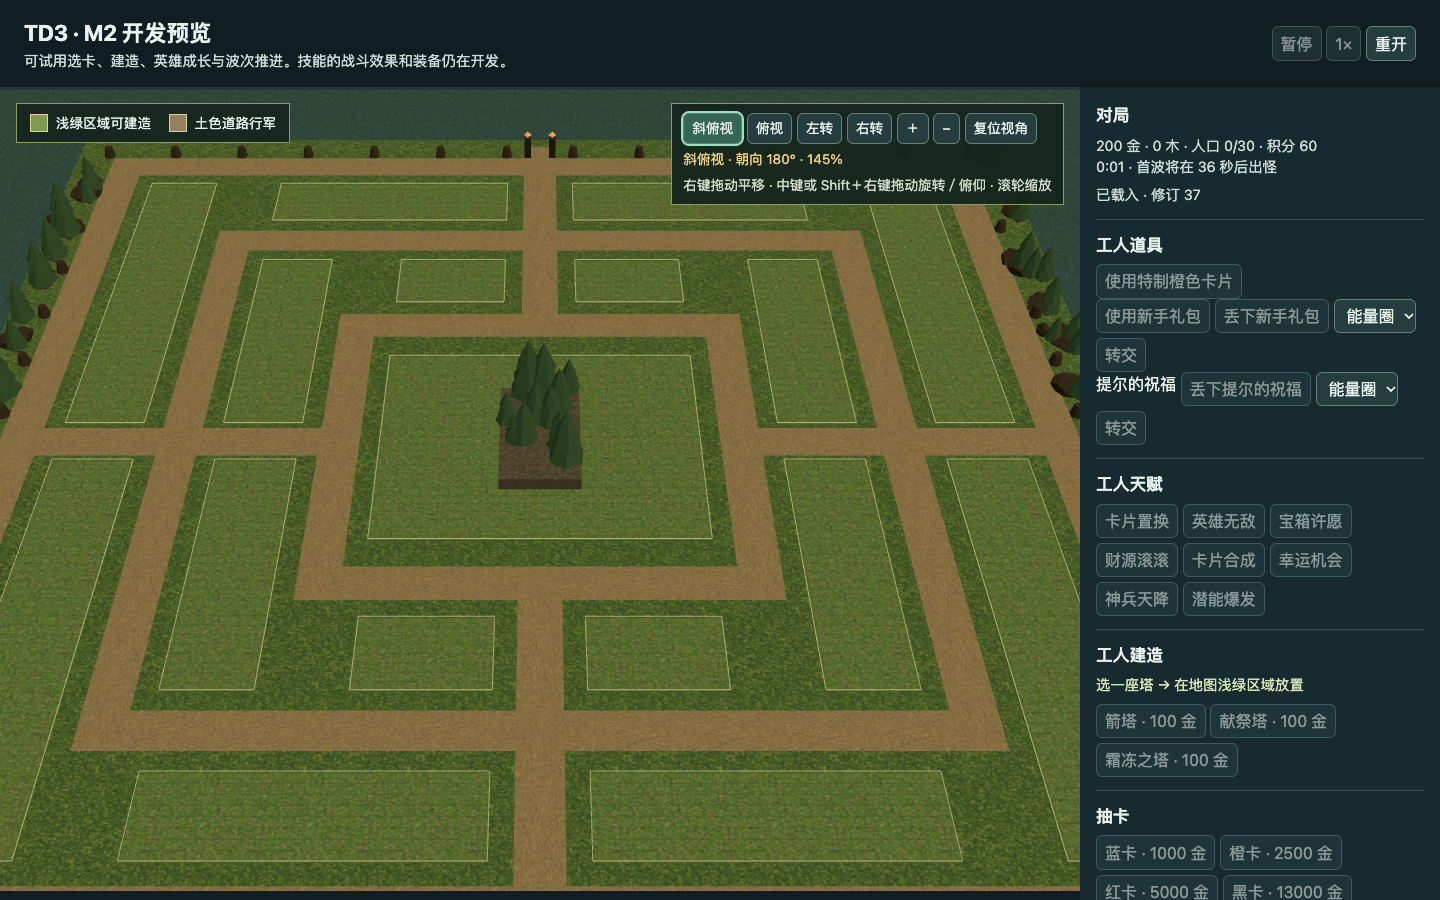 TD3 · M2 开发预览
可试用选卡、建造、英雄成长与波次推进。技能的战斗效果和装备仍在开发。
暂停 1× 重开
浅绿区域可建造 土色道路行军
斜俯视 俯视 左转 右转 + − 复位视角
斜俯视 · 朝向 180° · 145%
右键拖动平移 · 中键或 Shift＋右键拖动旋转 / 俯仰 · 滚轮缩放
对局
200 金 · 0 木 · 人口 0/30 · 积分 60
0:01 · 首波将在 36 秒后出怪
已载入 · 修订 37
工人道具
使用特制橙色卡片
使用新手礼包 丢下新手礼包 能量圈
转交
提尔的祝福 丢下提尔的祝福 能量圈
转交
工人天赋
卡片置换 英雄无敌 宝箱许愿
财源滚滚 卡片合成 幸运机会
神兵天降 潜能爆发
工人建造
选一座塔 → 在地图浅绿区域放置
箭塔 · 100 金 献祭塔 · 100 金
霜冻之塔 · 100 金
抽卡
蓝卡 · 1000 金 橙卡 · 2500 金
红卡 · 5000 金 黑卡 · 13000 金